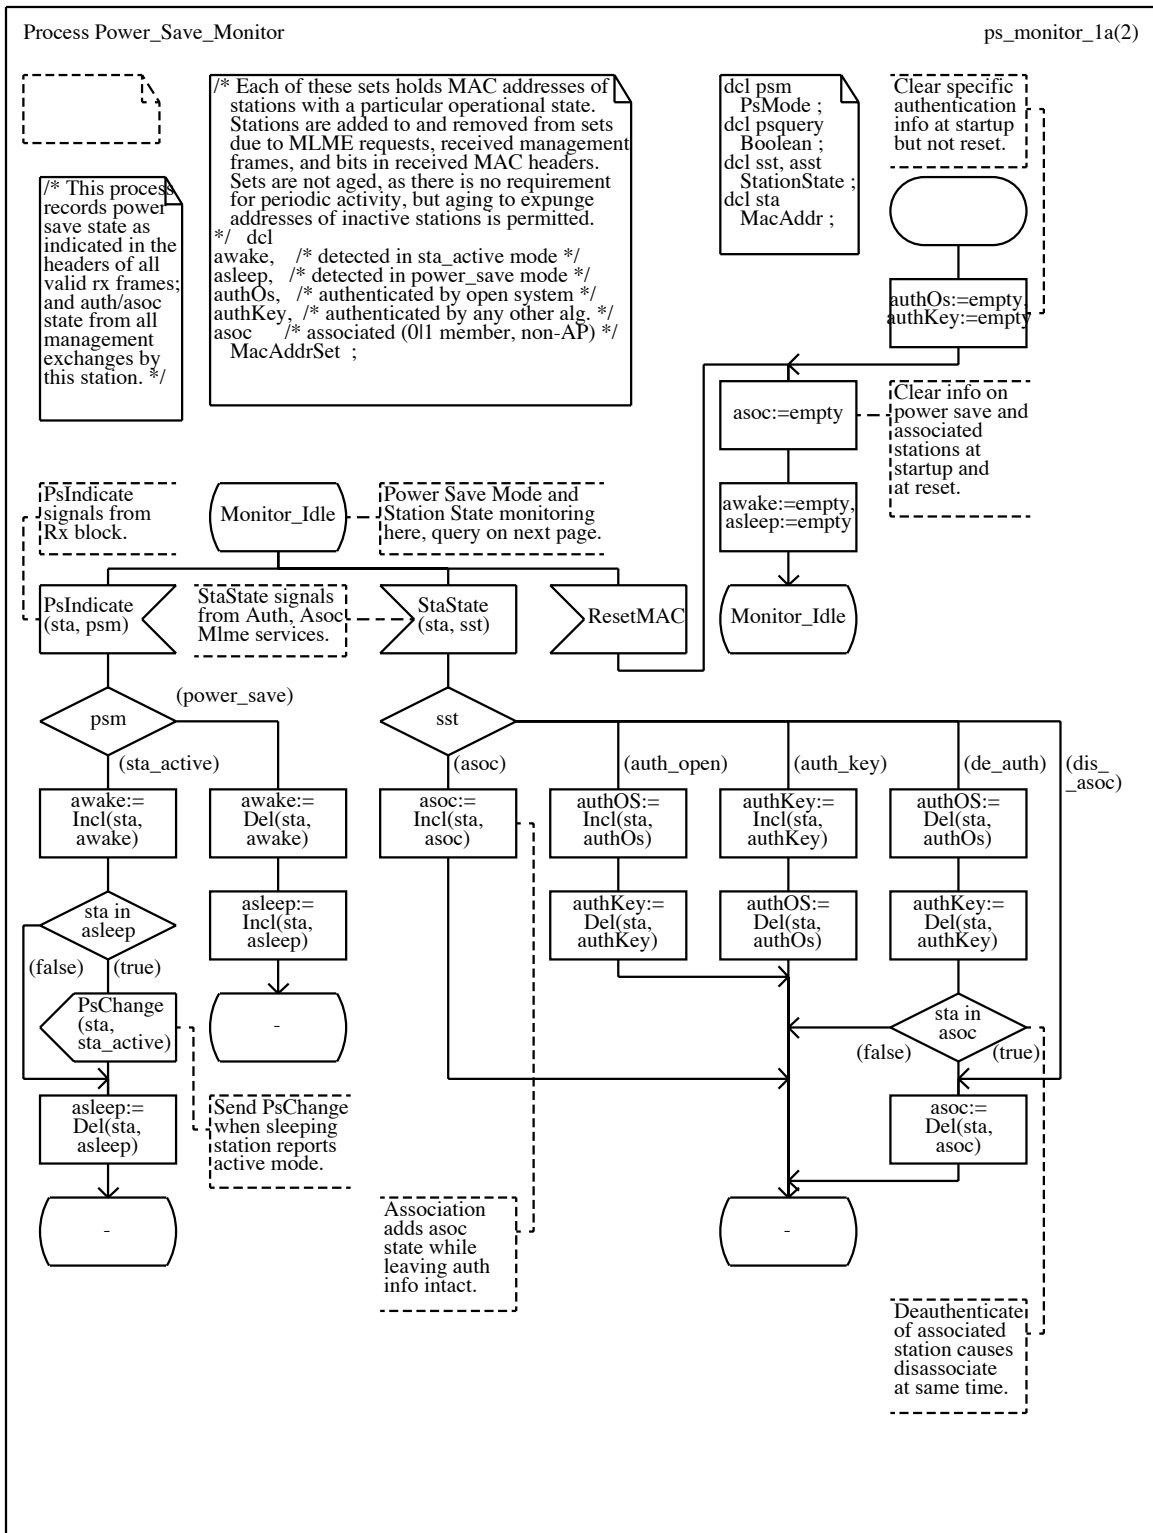 Process Power_Save_Monitor
ps_monitor_1a(2)
/* This process
records power
save state as
indicated in the
headers of all
valid rx frames;
and auth/asoc
state from all
management
exchanges by
this station. */
/* Each of these sets holds MAC addresses of
stations with a particular operational state.
Stations are added to and removed from sets
due to MLME requests, received management
frames, and bits in received MAC headers.
Sets are not aged, as there is no requirement
for periodic activity, but aging to expunge
addresses of inactive stations is permitted.
*/ dcl
awake, /* detected in sta_active mode */
asleep, /* detected in power_save mode */
authOs, /* authenticated by open system */
authKey, /* authenticated by any other alg. */
asoc /* associated (0|1 member, non-AP) */
MacAddrSet ;
dcl psm
PsMode ;
dcl psquery
Boolean ;
dcl sst, asst
StationState ;
dcl sta
MacAddr ;
Clear specific
authentication
info at startup
but not reset.
authOs:=empty,
authKey:=empty
asoc:=empty
Clear info on
power save and
associated
stations at
startup and
at reset.
awake:=empty,
asleep:=empty
Monitor_Idle
PsIndicate
signals from
Rx block.
Monitor_Idle
Power Save Mode and
Station State monitoring
here, query on next page.
PsIndicate
(sta, psm)
StaState signals
from Auth, Asoc
Mlme services.
StaState
(sta, sst)
ResetMAC
psm
(power_save)
(sta_active)
sst
(asoc)
(auth_open)
(auth_key)
(de_auth)
(dis_
_asoc)
awake:=
Incl(sta,
awake)
awake:=
Del(sta,
awake)
asoc:=
Incl(sta,
asoc)
authOS:=
Incl(sta,
authOs)
authKey:=
Incl(sta,
authKey)
authOS:=
Del(sta,
authOs)
sta in
asleep
(false)
(true)
asleep:=
Incl(sta,
asleep)
authKey:=
Del(sta,
authKey)
authOS:=
Del(sta,
authOs)
authKey:=
Del(sta,
authKey)
PsChange
(sta,
sta_active)
-
sta in
asoc
(false)
(true)
asleep:=
Del(sta,
asleep)
Send PsChange
when sleeping
station reports
active mode.
asoc:=
Del(sta,
asoc)
-
Association
adds asoc
state while
leaving auth
info intact.
-
Deauthenticate
of associated
station causes
disassociate
at same time.